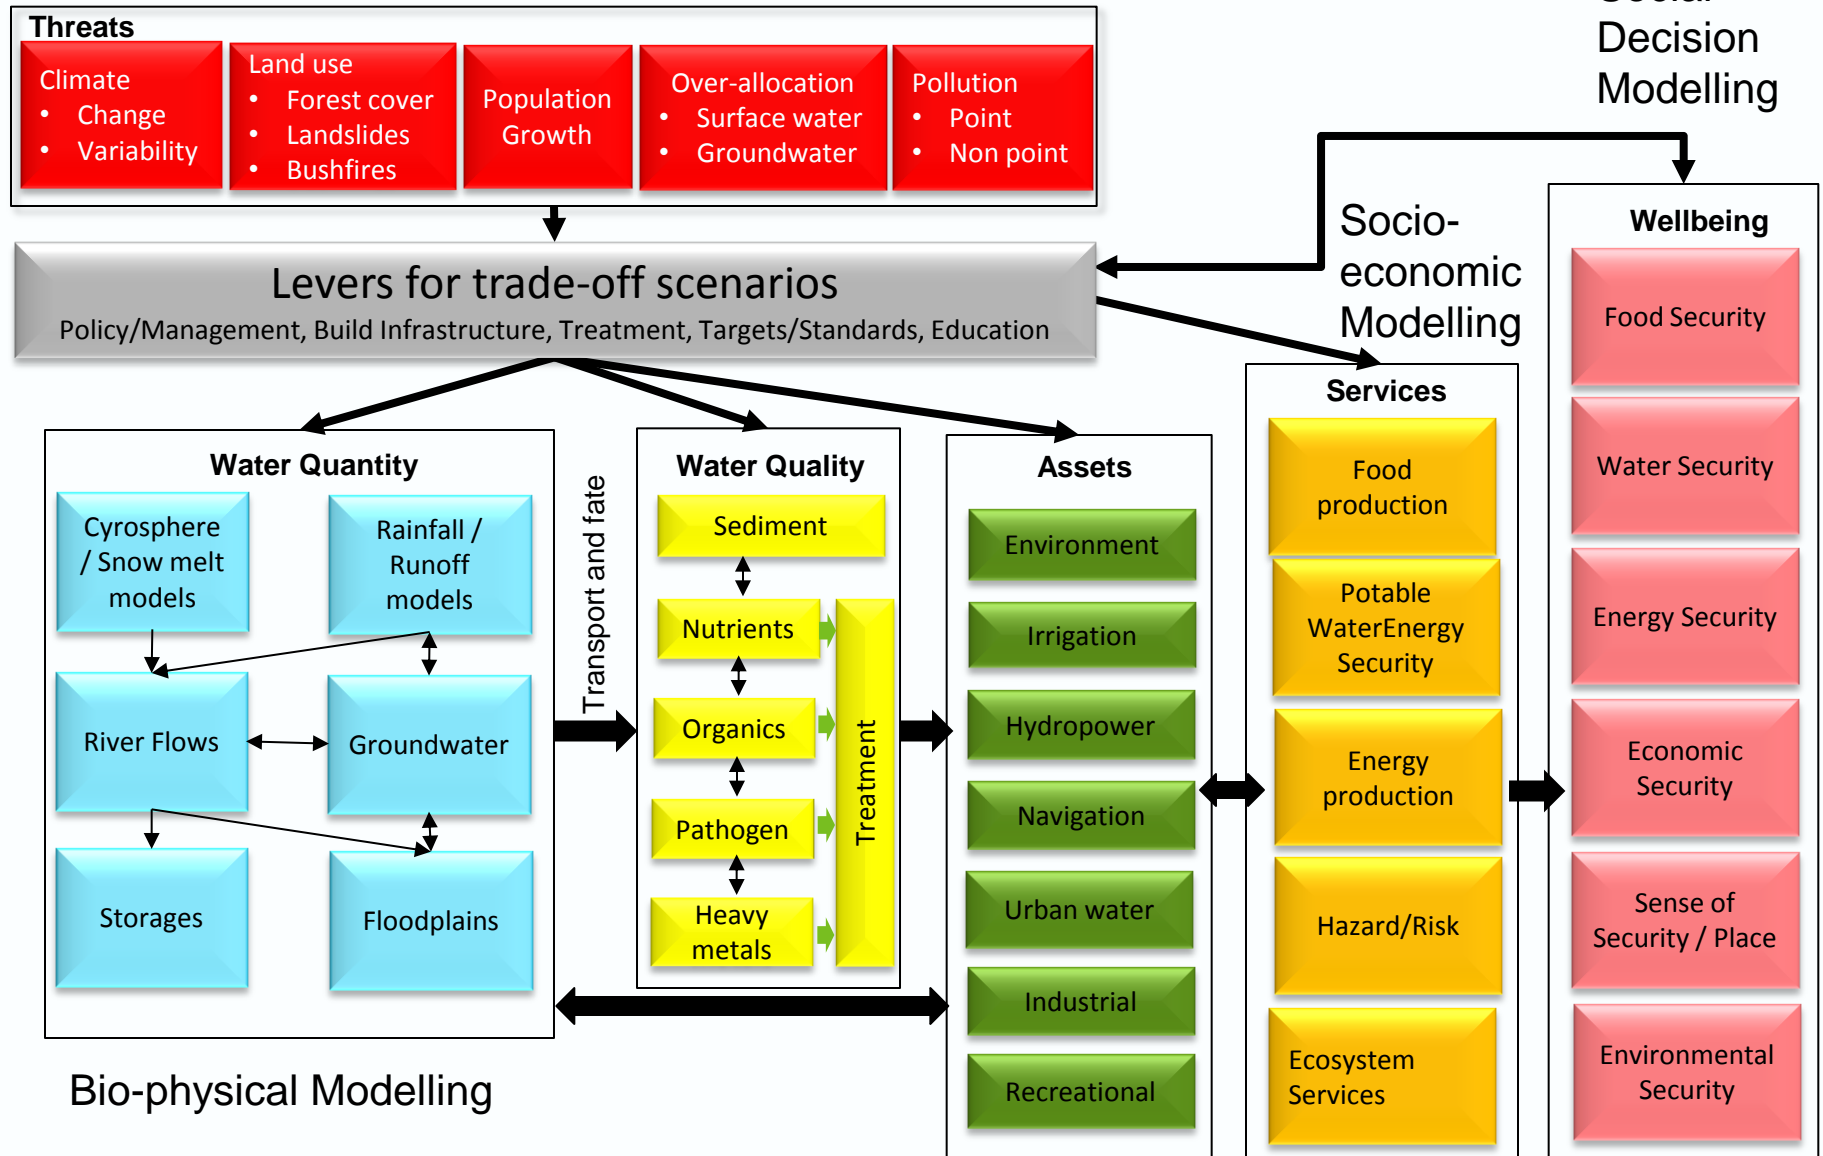 Threats
Climate
• Change
• Variability
Land use
• Forest cover
• Landslides
• Bushfires
Population
Growth
Over-allocation
• Surface water
• Groundwater
Pollution
• Point
• Non point
Decision
Modelling
Levers for trade-off scenarios
Policy/Management, Build Infrastructure, Treatment, Targets/Standards, Education
Socio-
economic
Modelling
Water Quantity
Cyrosphere
/ Snow melt
models
Rainfall /
Runoff
models
River Flows
Groundwater
Storages
Floodplains
Transport and fate
Water Quality
Sediment
Nutrients
Organics
Pathogen
Heavy
metals
Treatment
Assets
Environment
Irrigation
Hydropower
Navigation
Urban water
Industrial
Recreational
Services
Food
production
Potable
WaterEnergy
Security
Energy
production
Hazard/Risk
Ecosystem
Services
Wellbeing
Food Security
Water Security
Energy Security
Economic
Security
Sense of
Security / Place
Environmental
Security
Bio-physical Modelling